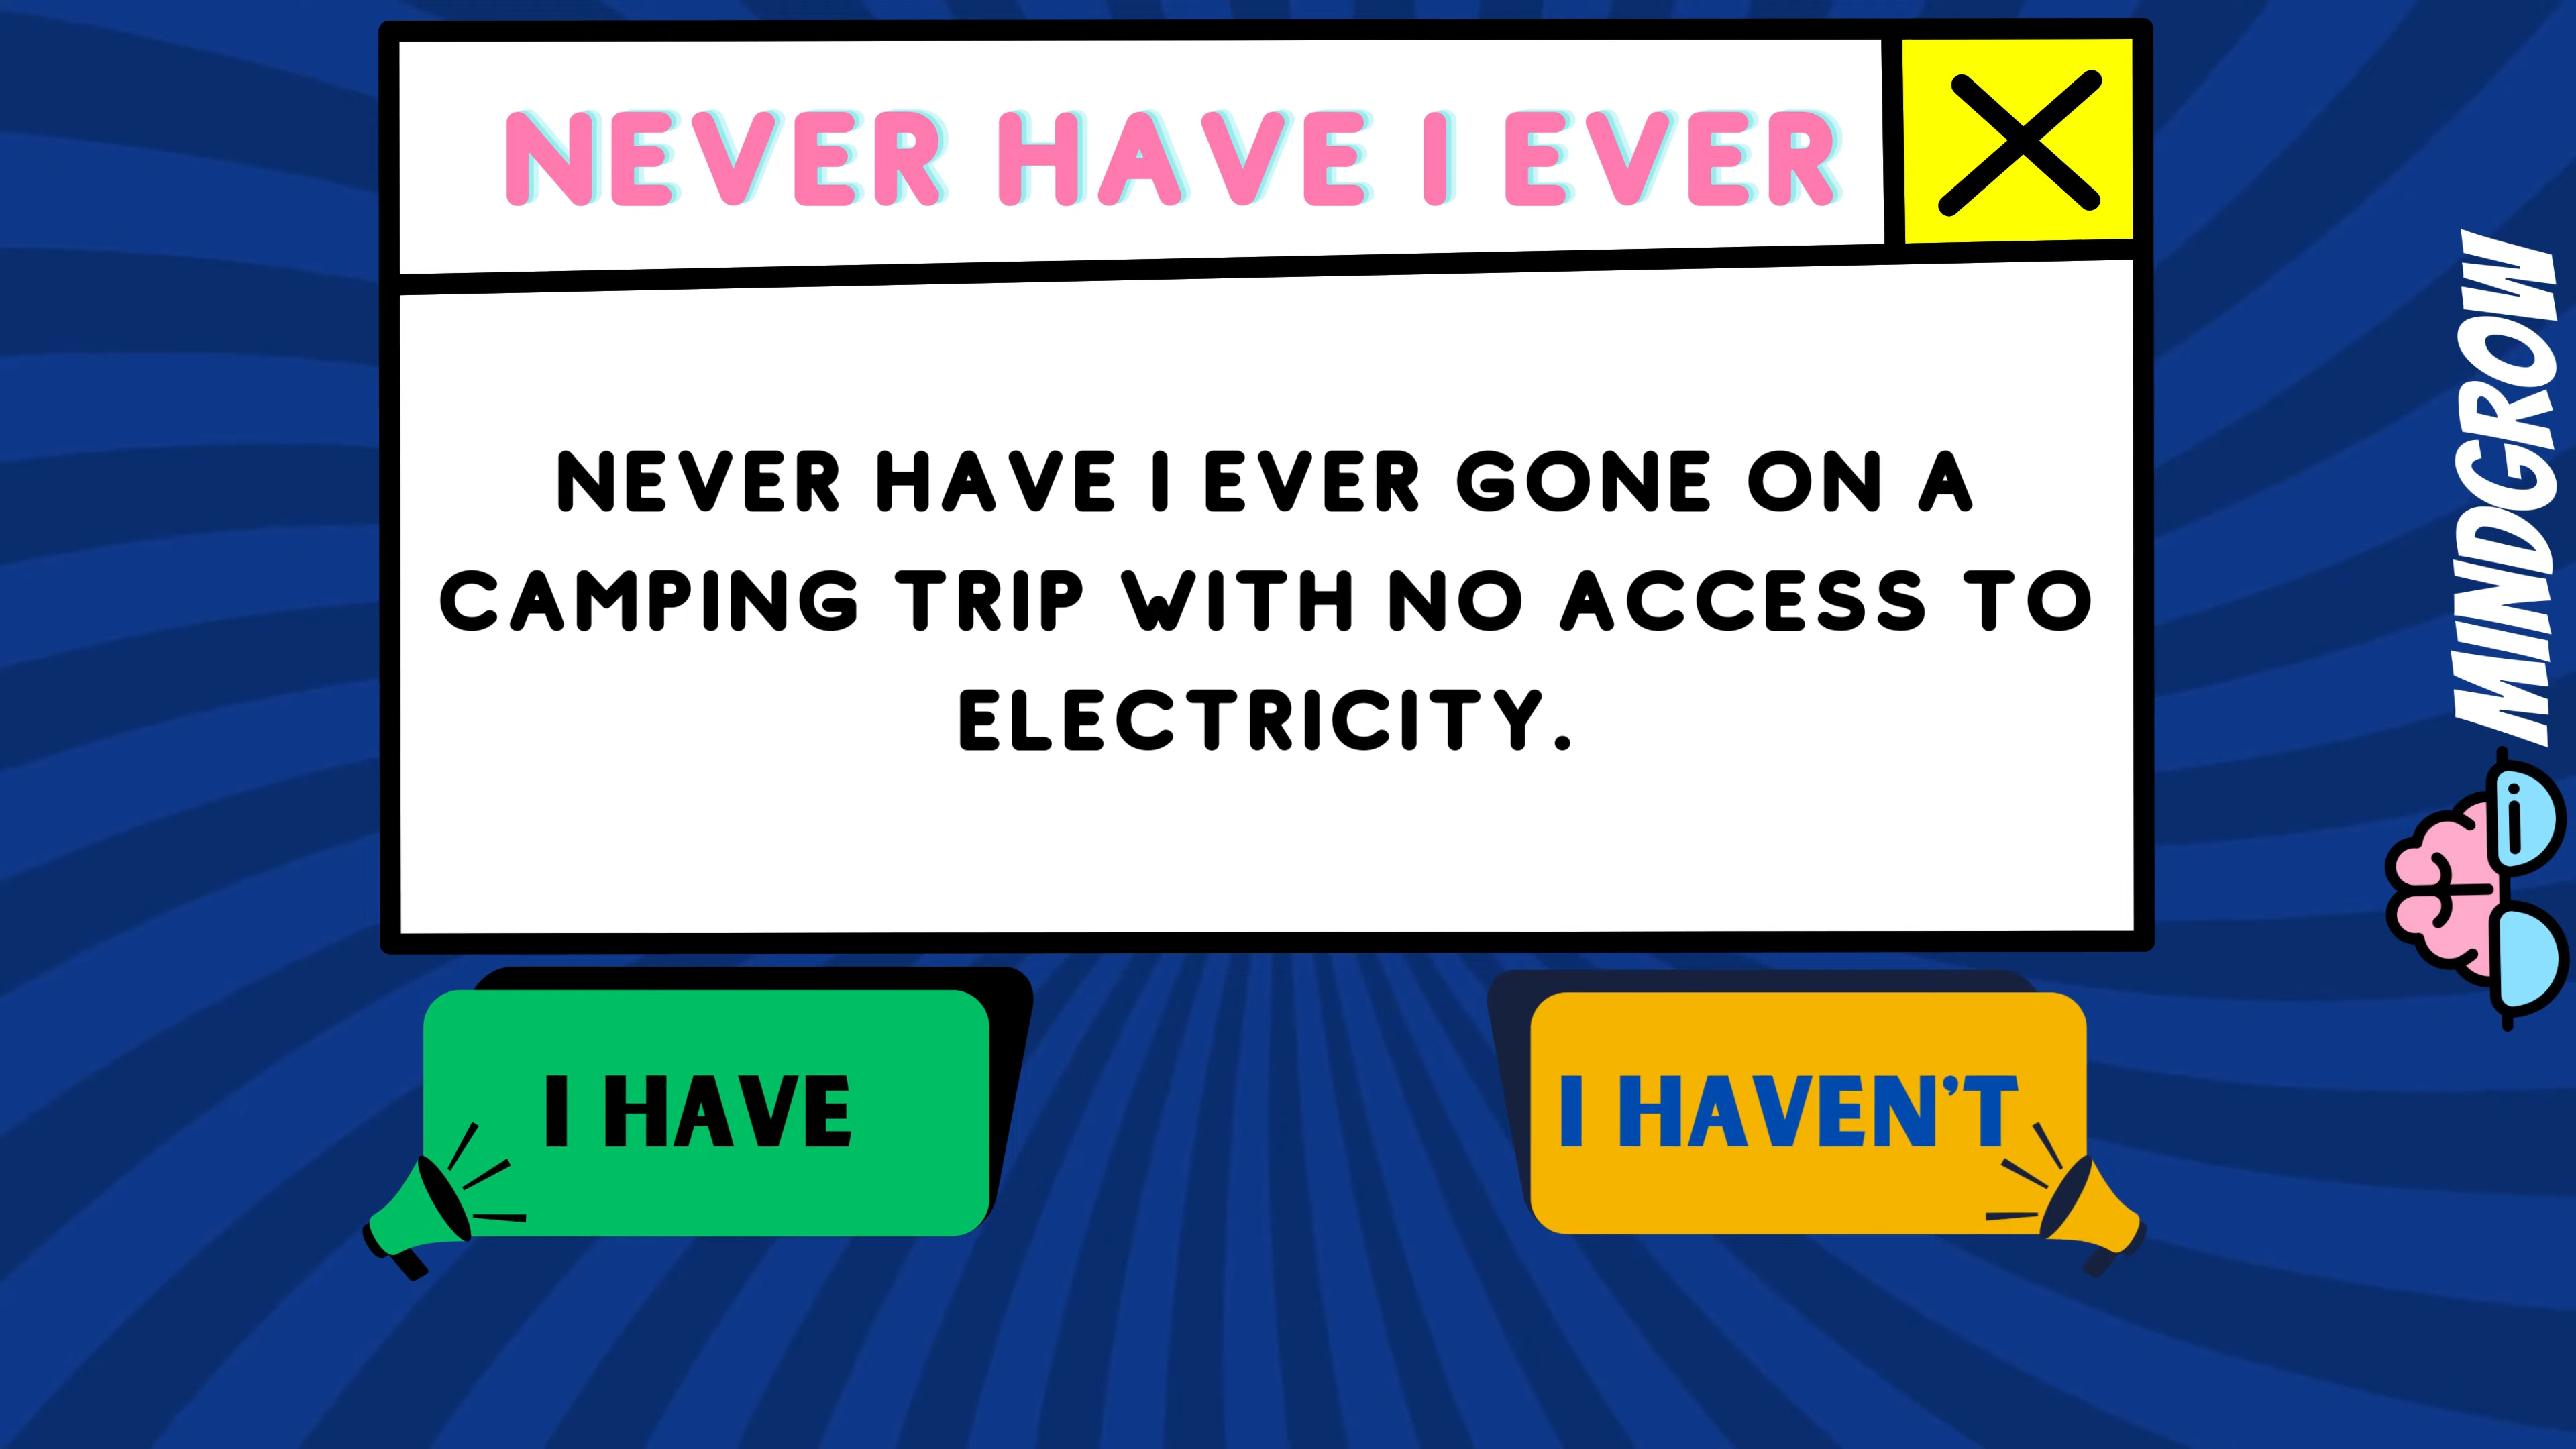 NEVER HAVE I EVER
NEVER HAVE I EVER GONE ON A
CAMPING TRIP WITH NO ACCESS TO
ELECTRICITY.
I HAVE
I HAVEN'T
MINDGROW